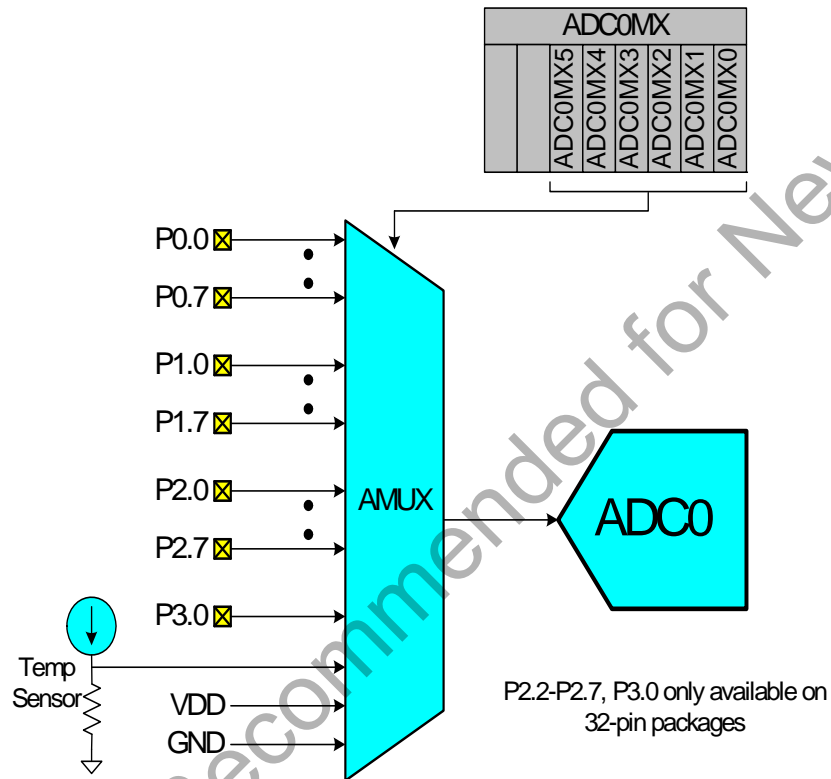 ADC0MX
ADC0MX5
ADC0MX4
ADC0MX3
ADC0MX2
ADC0MX1
ADC0MX0
P0.0
P0.7
P1.0
P1.7
P2.0
P2.7
P3.0
AMUX
ADC0
Temp
Sensor
VDD
GND
P2.2-P2.7, P3.0 only available on
32-pin packages
Recommended for New